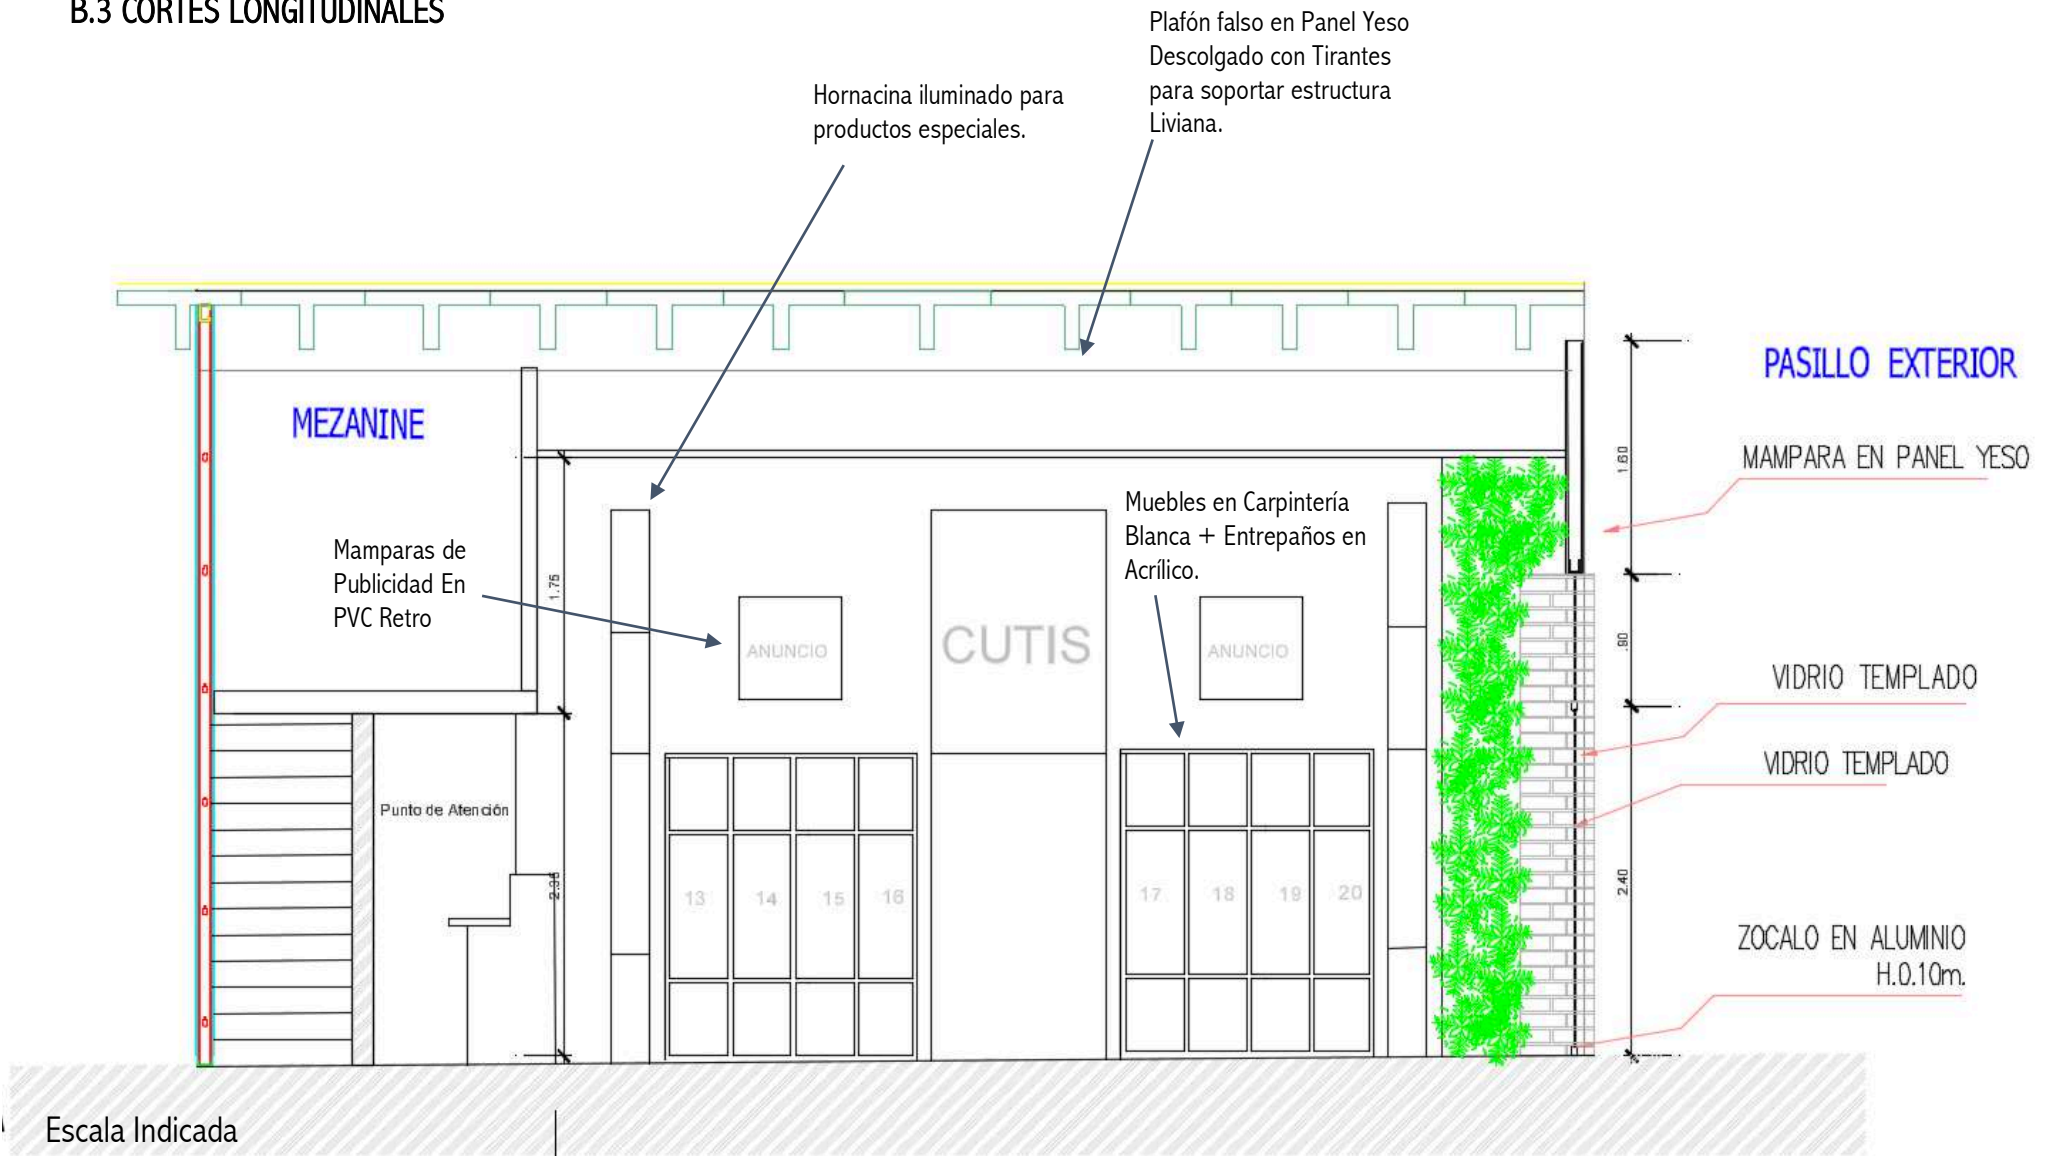 B.3 CORTES LONGITUDINALES
Plafón falso en Panel Yeso
Descolgado con Tirantes
para soportar estructura
Liviana.
Hornacina iluminado para
productos especiales.
PASILLO EXTERIOR
MEZANINE
MAMPARA EN PANEL YESO
1.60
Muebles en Carpintería
Blanca + Entrepaños en
Acrílico.
Mamparas de
Publicidad En
PVC Retro
1.75
ANUNCIO
CUTIS
ANUNCIO
.90
VIDRIO TEMPLADO
VIDRIO TEMPLADO
Punto de Atención
2.35
13
14
15
16
17
18
19
20
2.40
ZOCALO EN ALUMINIO
H.0.10m.
Escala Indicada